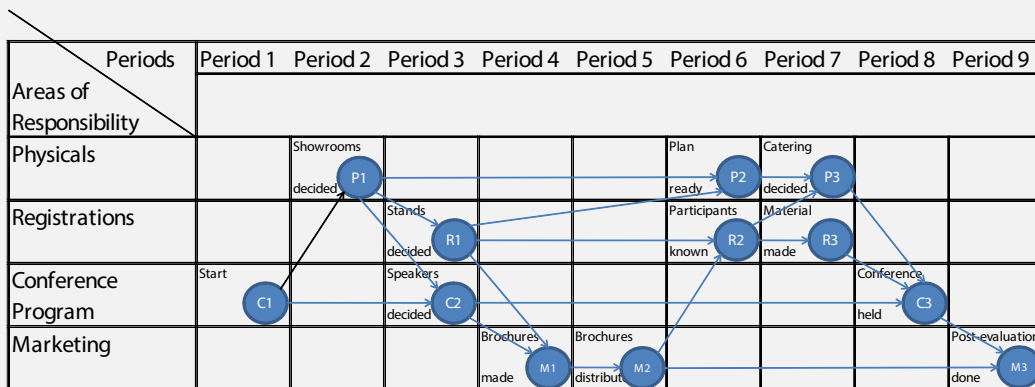 Periods Period 1 Period 2 Period 3 Period 4 Period 5 Period 6 Period 7 Period 8 Period 9
Areas of
Responsibility
Physicals
Showrooms Plan Catering
P1 P2 P3
decided ready decided
Registrations
Stands Participants Material
R1 R2 R3
decided known made
Conference
Program
Start Speakers Conference
C1 C2 C3
decided held
Marketing
Brochures Brochures Post-evaluation
M1 M2 M3
made distribut done